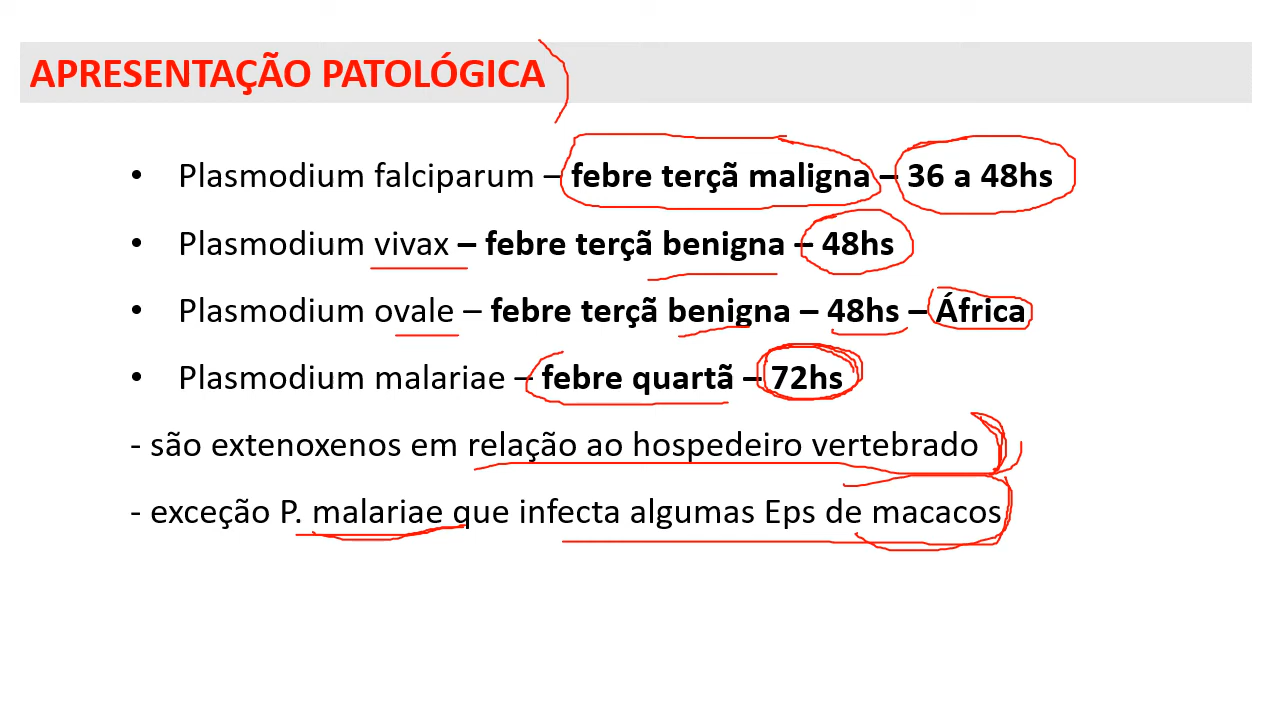 APRESENTAÇÃO PATOLÓGICA
• Plasmodium falciparum – febre terçã maligna – 36 a 48hs
• Plasmodium vivax – febre terçã benigna – 48hs
• Plasmodium ovale – febre terçã benigna – 48hs – África
• Plasmodium malariae – febre quartã – 72hs
- são extenoxenos em relação ao hospedeiro vertebrado
- exceção P. malariae que infecta algumas Eps de macacos